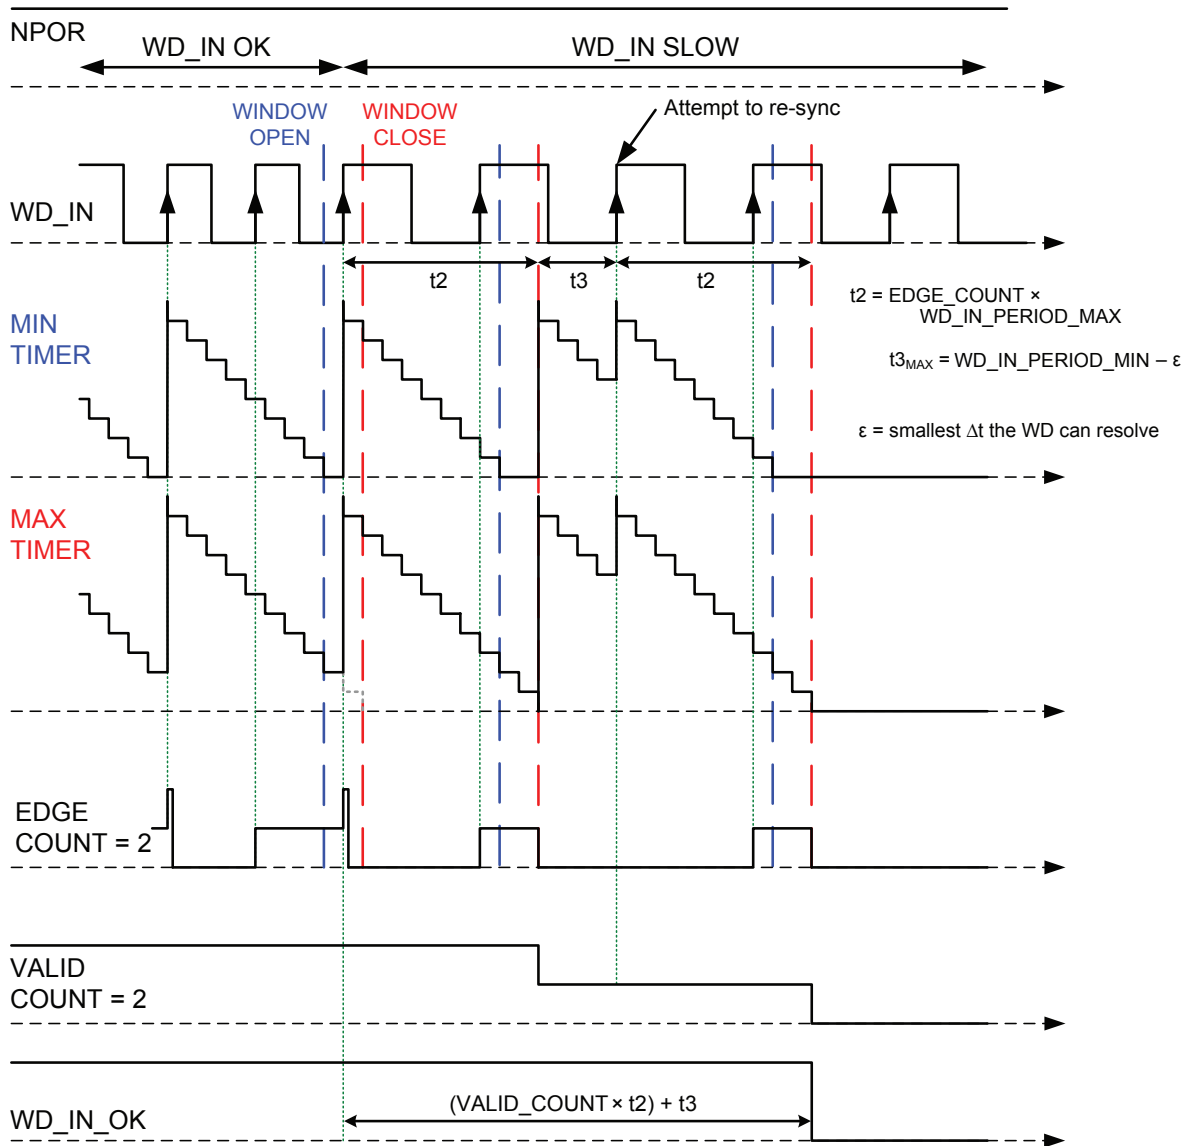 NPOR
WD_IN OK
WD_IN SLOW
WINDOW
OPEN
WINDOW
CLOSE
Attempt to re-sync
WD_IN
t2
t3
t2
t2 = EDGE_COUNT ×
WD_IN_PERIOD_MAX
t3MAX = WD_IN_PERIOD_MIN – ε
ε = smallest Δt the WD can resolve
MIN
TIMER
MAX
TIMER
EDGE
COUNT = 2
VALID
COUNT = 2
(VALID_COUNT × t2) + t3
WD_IN_OK